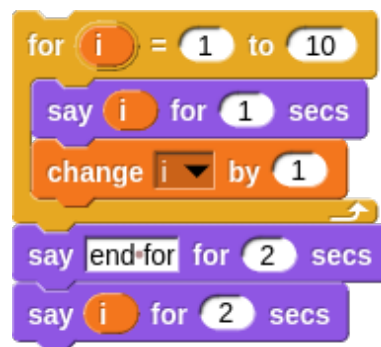 for i = 1 to 10
say i for 1 secs
change i by 1
say end for for 2 secs
say i for 2 secs